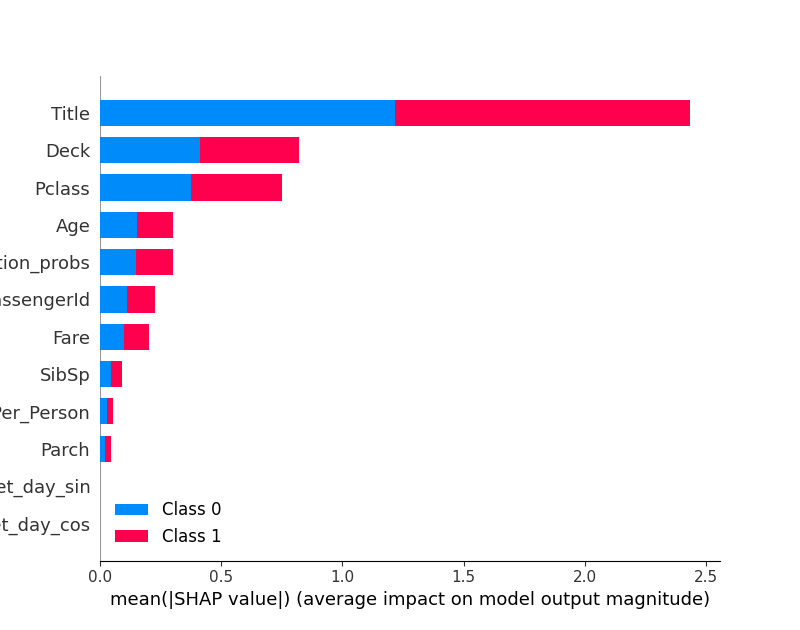 Title
Deck
Pclass
Age
tion_probs
assengerId
Fare
SibSp
Per_Person
Parch
et_day_sin
et_day_cos
Class 0
Class 1
0.0 0.5 1.0 1.5 2.0 2.5
mean(|SHAP value|) (average impact on model output magnitude)